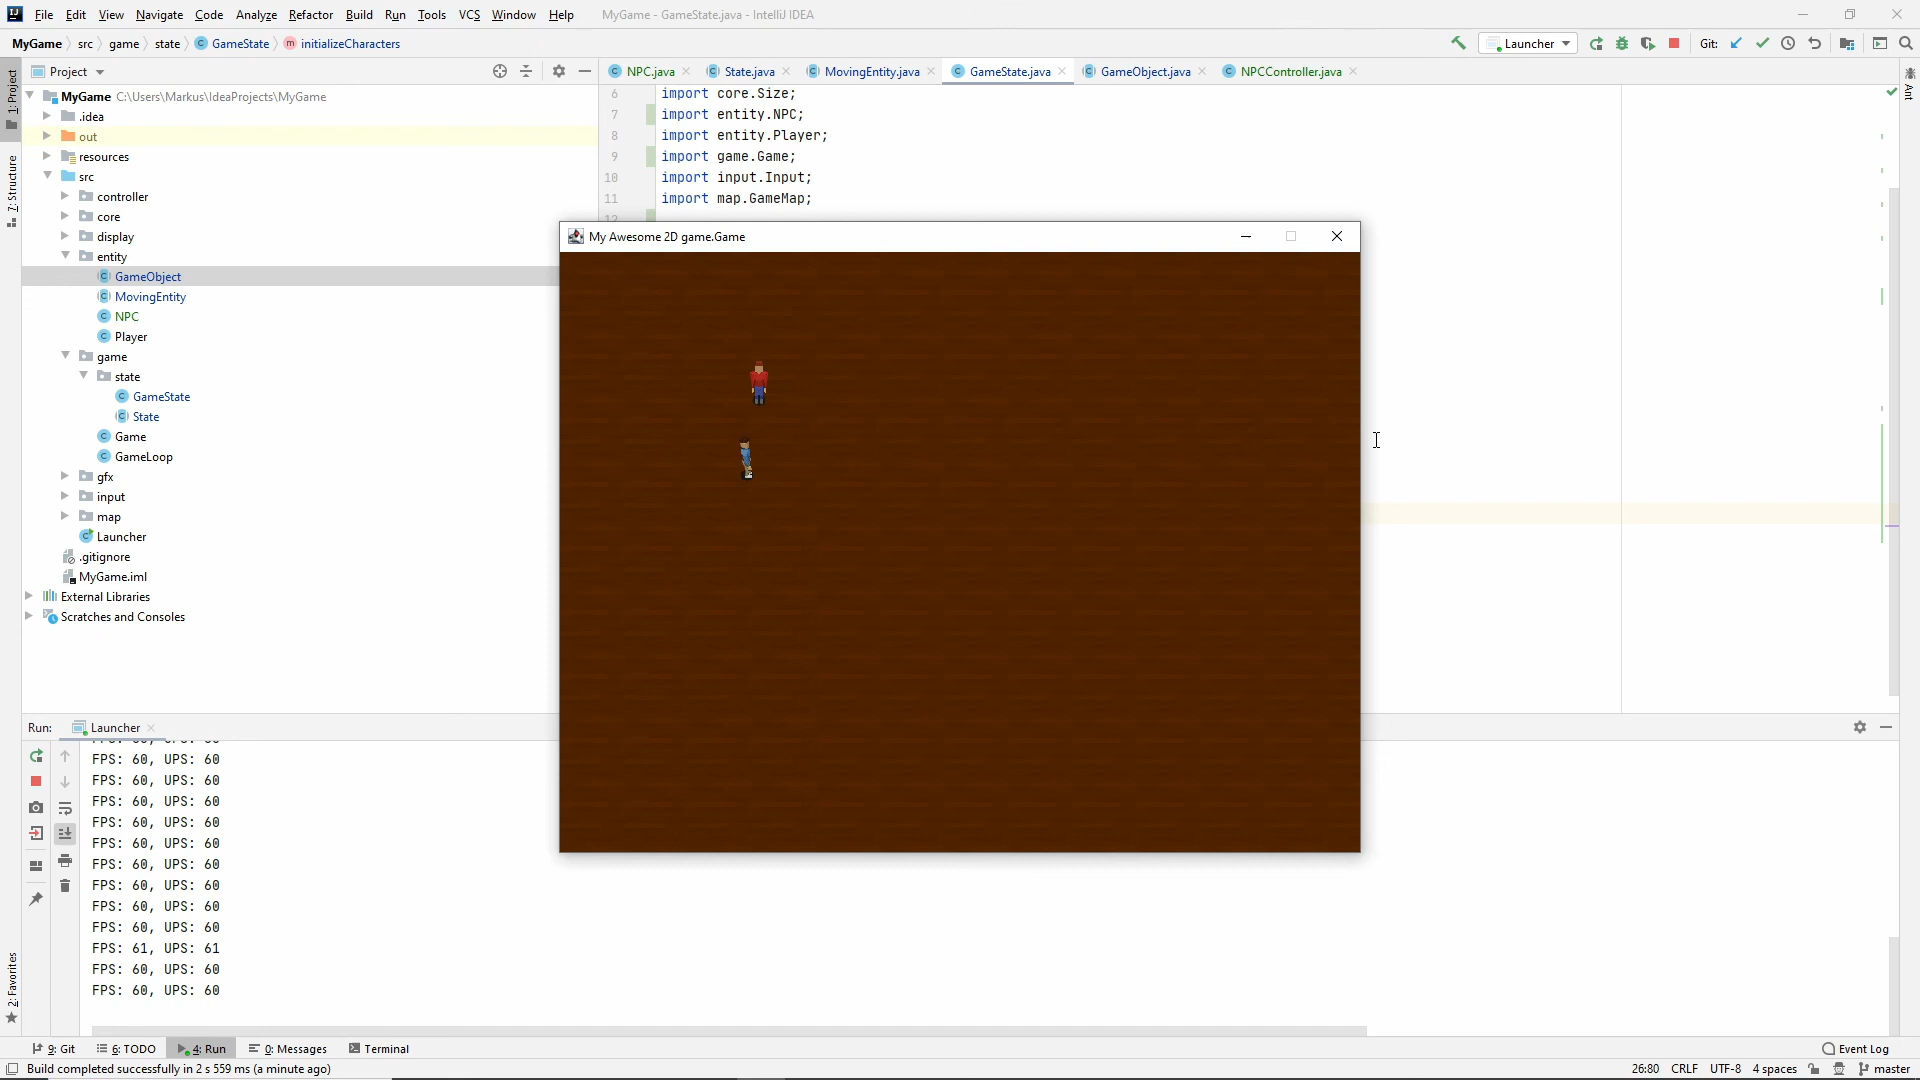 File Edit View Navigate Code Analyze Refactor Build Run Tools VCS Window Help MyGame - GameState.java - IntelliJ IDEA
MyGame src game state GameState initializeCharacters Launcher Git:
Project
NPC.java State.java MovingEntity.java GameState.java GameObject.java NPCController.java
1: Project
7: Structure
2: Favorites
Ant
MyGame C:\Users\Markus\IdeaProjects\MyGame
.idea
out
resources
src
controller
core
display
entity
GameObject
MovingEntity
NPC
Player
game
state
GameState
State
Game
GameLoop
gfx
input
map
Launcher
.gitignore
MyGame.iml
External Libraries
Scratches and Consoles
6 import core.Size;
7 import entity.NPC;
8 import entity.Player;
9 import game.Game;
10 import input.Input;
11 import map.GameMap;
12
My Awesome 2D game.Game
Run: Launcher
FPS: 60, UPS: 60
FPS: 60, UPS: 60
FPS: 60, UPS: 60
FPS: 60, UPS: 60
FPS: 60, UPS: 60
FPS: 60, UPS: 60
FPS: 60, UPS: 60
FPS: 60, UPS: 60
FPS: 60, UPS: 60
FPS: 61, UPS: 61
FPS: 60, UPS: 60
FPS: 60, UPS: 60
9: Git 6: TODO 4: Run 0: Messages Terminal Event Log
Build completed successfully in 2 s 559 ms (a minute ago) 26:80 CRLF UTF-8 4 spaces master